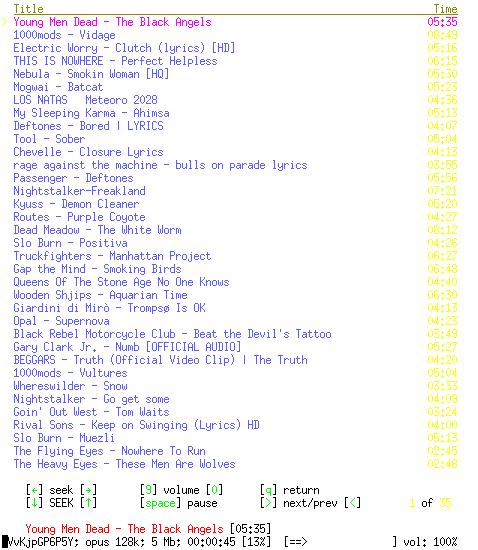 Title Time
Young Men Dead - The Black Angels 05:35
1000mods - Vidage 08:49
Electric Worry - Clutch (lyrics) [HD] 05:16
THIS IS NOWHERE - Perfect Helpless 06:15
Nebula - Smokin Woman [HQ] 05:30
Mogwai - Batcat 05:23
LOS NATAS  Meteoro 2028 04:36
My Sleeping Karma - Ahimsa 05:13
Deftones - Bored | LYRICS 04:07
Tool - Sober 05:04
Chevelle - Closure Lyrics 04:13
rage against the machine - bulls on parade lyrics 03:55
Passenger - Deftones 05:56
Nightstalker-Freakland 07:21
Kyuss - Demon Cleaner 05:20
Routes - Purple Coyote 04:27
Dead Meadow - The White Worm 08:12
Slo Burn - Positiva 04:26
Truckfighters - Manhattan Project 06:27
Gap the Mind - Smoking Birds 06:48
Queens Of The Stone Age No One Knows 04:40
Wooden Shjips - Aquarian Time 06:50
Giardini di Mirò - Trompsø Is OK 04:13
Opal - Supernova 04:23
Black Rebel Motorcycle Club - Beat the Devil's Tattoo 03:49
Gary Clark Jr. - Numb [OFFICIAL AUDIO] 05:27
BEGGARS - Truth (Official Video Clip) | The Truth 04:20
1000mods - Vultures 05:04
Whereswilder - Snow 03:33
Nightstalker - Go get some 04:09
Goin' Out West - Tom Waits 03:24
Rival Sons - Keep on Swinging (Lyrics) HD 04:00
Slo Burn - Muezli 05:13
The Flying Eyes - Nowhere To Run 02:45
The Heavy Eyes - These Men Are Wolves 02:48
[←] seek [→] [9] volume [0] [q] return
[↓] SEEK [↑] [space] pause [>] next/prev [<] 1 of 35
Young Men Dead - The Black Angels [05:35]
VvKjpGP6P5Y; opus 128k; 5 Mb; 00:00:45 [13%] [==> ] vol: 100%